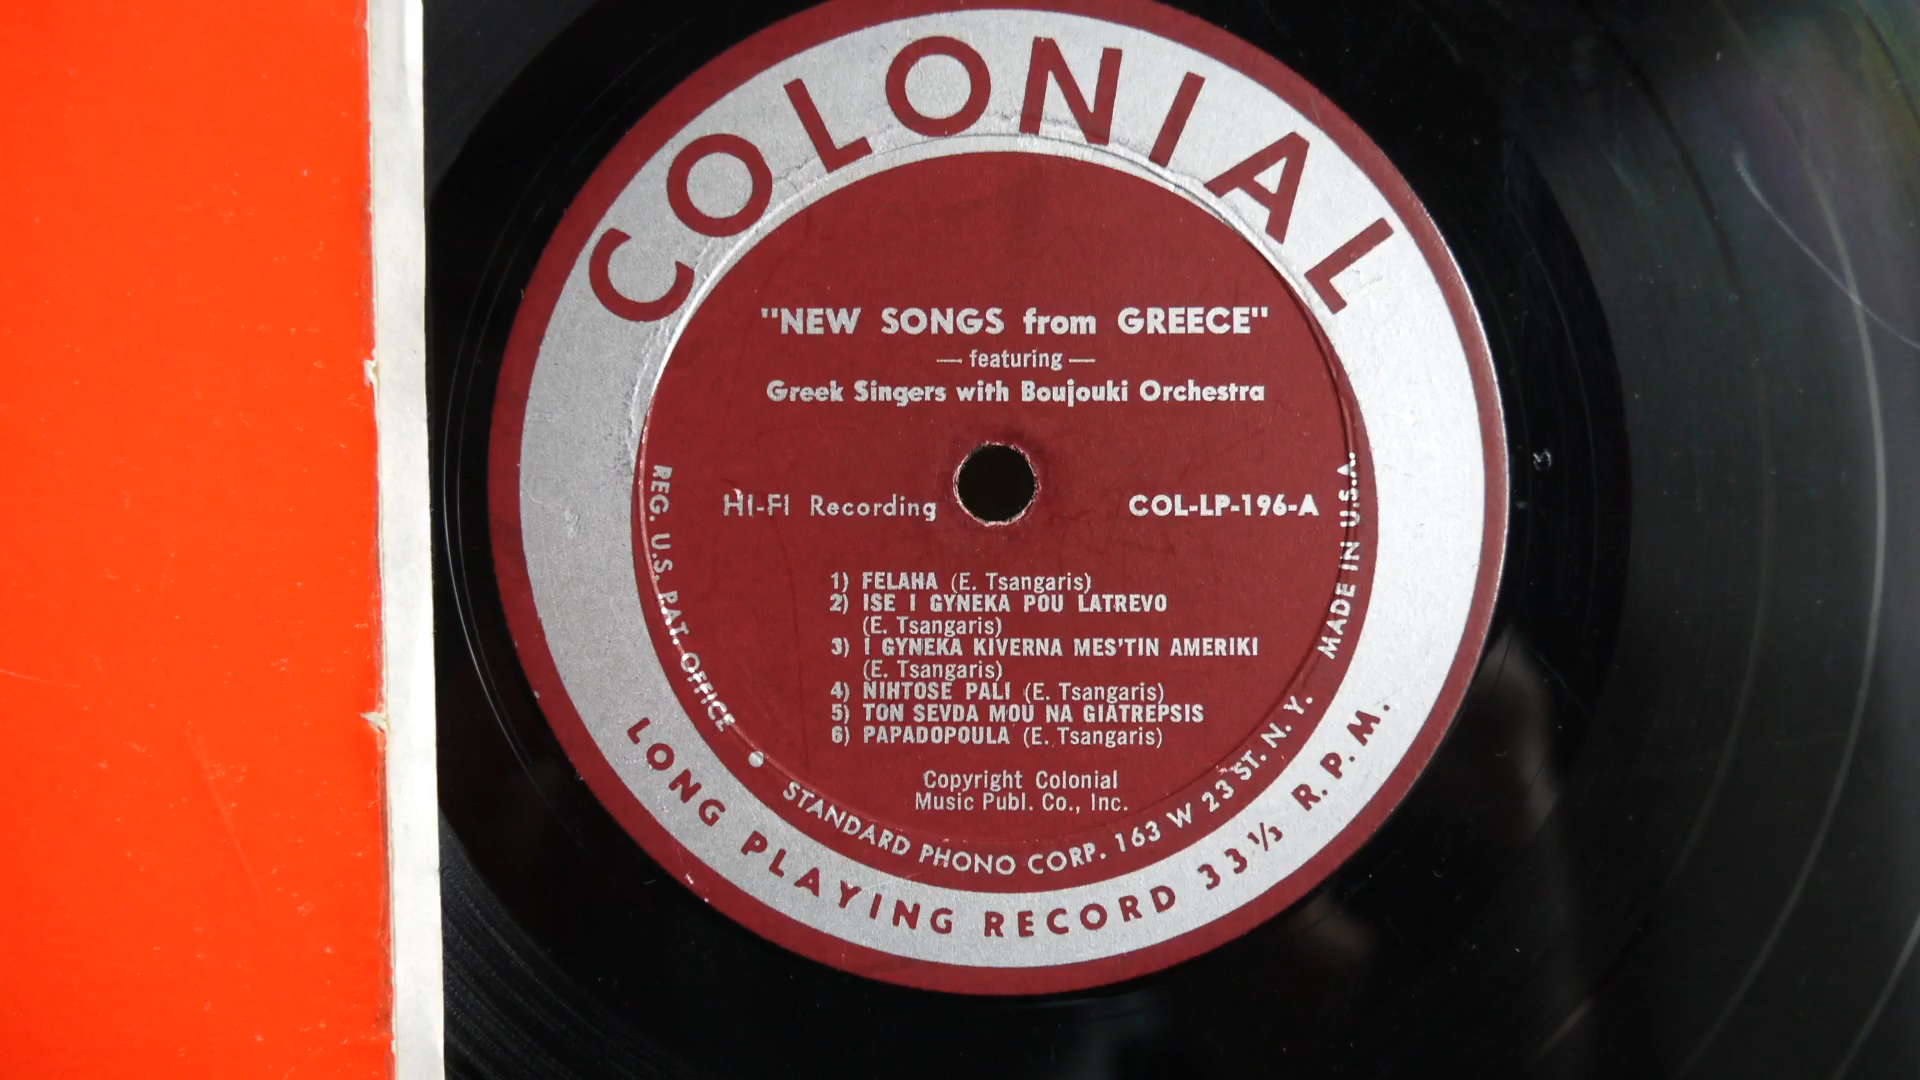 COLONIAL
"NEW SONGS from GREECE"
— featuring —
Greek Singers with Boujouki Orchestra
HI-FI Recording
COL-LP-196-A
1) FELAHA (E. Tsangaris)
2) ISE I GYNEKA POU LATREVO
(E. Tsangaris)
3) I GYNEKA KIVERNA MES'TIN AMERIKI
(E. Tsangaris)
4) NIHTOSE PALI (E. Tsangaris)
5) TON SEVDA MOU NA GIATREPSIS
6) PAPADOPOULA (E. Tsangaris)
Copyright Colonial
Music Publ. Co., Inc.
REG. U.S. PAT. OFFICE • STANDARD PHONO CORP. 163 W 23 ST. N. Y. MADE IN U.S.A.
LONG PLAYING RECORD 33⅓ R.P.M.